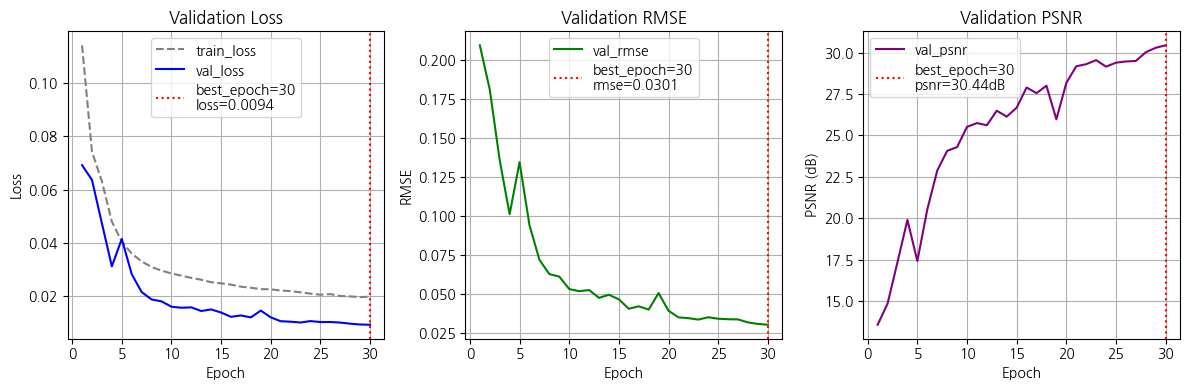 Validation Loss
train_loss
val_loss
best_epoch=30
loss=0.0094
0.10
0.08
0.06
0.04
0.02
Loss
0
5
10
15
20
25
30
Epoch
Validation RMSE
val_rmse
best_epoch=30
rmse=0.0301
0.200
0.175
0.150
0.125
0.100
0.075
0.050
0.025
RMSE
0
5
10
15
20
25
30
Epoch
Validation PSNR
val_psnr
best_epoch=30
psnr=30.44dB
30.0
27.5
25.0
22.5
20.0
17.5
15.0
PSNR (dB)
0
5
10
15
20
25
30
Epoch